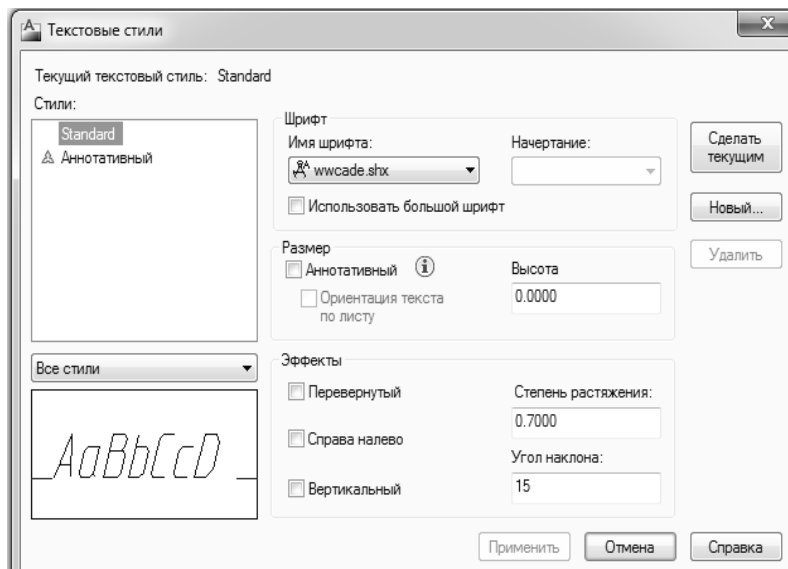 Текстовые стили
Текущий текстовый стиль: Standard
Стили:
Standard
Аннотативный
Все стили
AaBbCcD
Шрифт
Имя шрифта:
wwcade.shx
Начертание:
Использовать большой шрифт
Размер
Аннотативный
Ориентация текста
по листу
Высота
0.0000
Эффекты
Перевернутый
Справа налево
Вертикальный
Степень растяжения:
0.7000
Угол наклона:
15
Сделать
текущим
Новый...
Удалить
Применить
Отмена
Справка